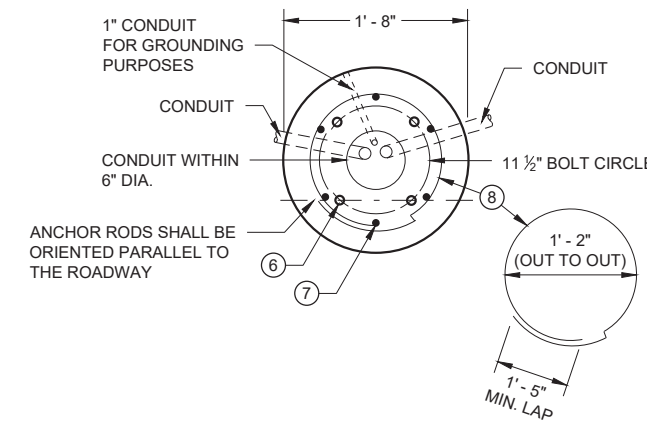 1" CONDUIT
FOR GROUNDING
PURPOSES
1' - 8"
CONDUIT
CONDUIT
CONDUIT WITHIN
6" DIA.
11 ½" BOLT CIRCLE
8
ANCHOR RODS SHALL BE
ORIENTED PARALLEL TO
THE ROADWAY
6
7
1' - 2"
(OUT TO OUT)
1' - 5"
MIN. LAP